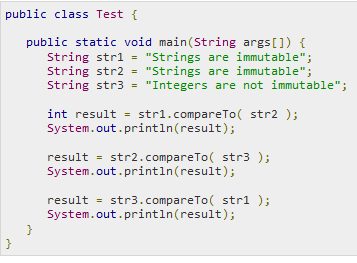 public class Test {
public static void main(String args[]) {
String str1 = "Strings are immutable";
String str2 = "Strings are immutable";
String str3 = "Integers are not immutable";
int result = str1.compareTo( str2 );
System.out.println(result);
result = str2.compareTo( str3 );
System.out.println(result);
result = str3.compareTo( str1 );
System.out.println(result);
}
}